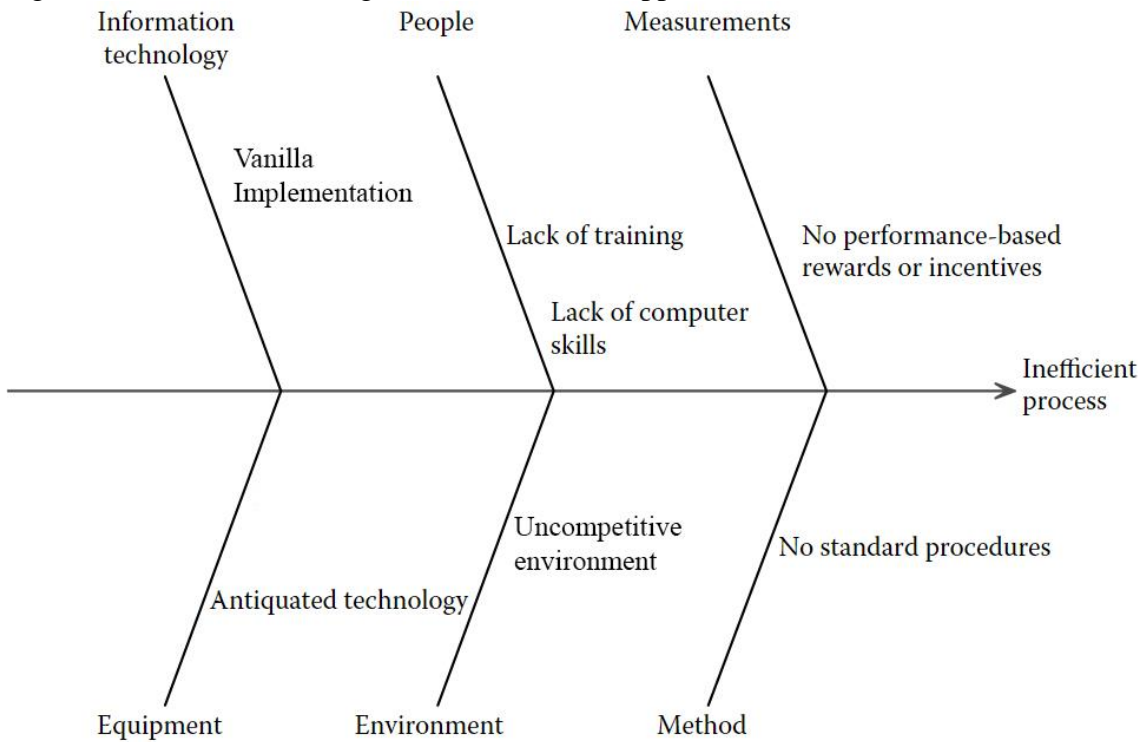 Information
technology
People
Measurements
Vanilla
Implementation
Lack of training
No performance-based
rewards or incentives
Lack of computer
skills
Inefficient
process
Uncompetitive
environment
No standard procedures
Antiquated technology
Equipment
Environment
Method